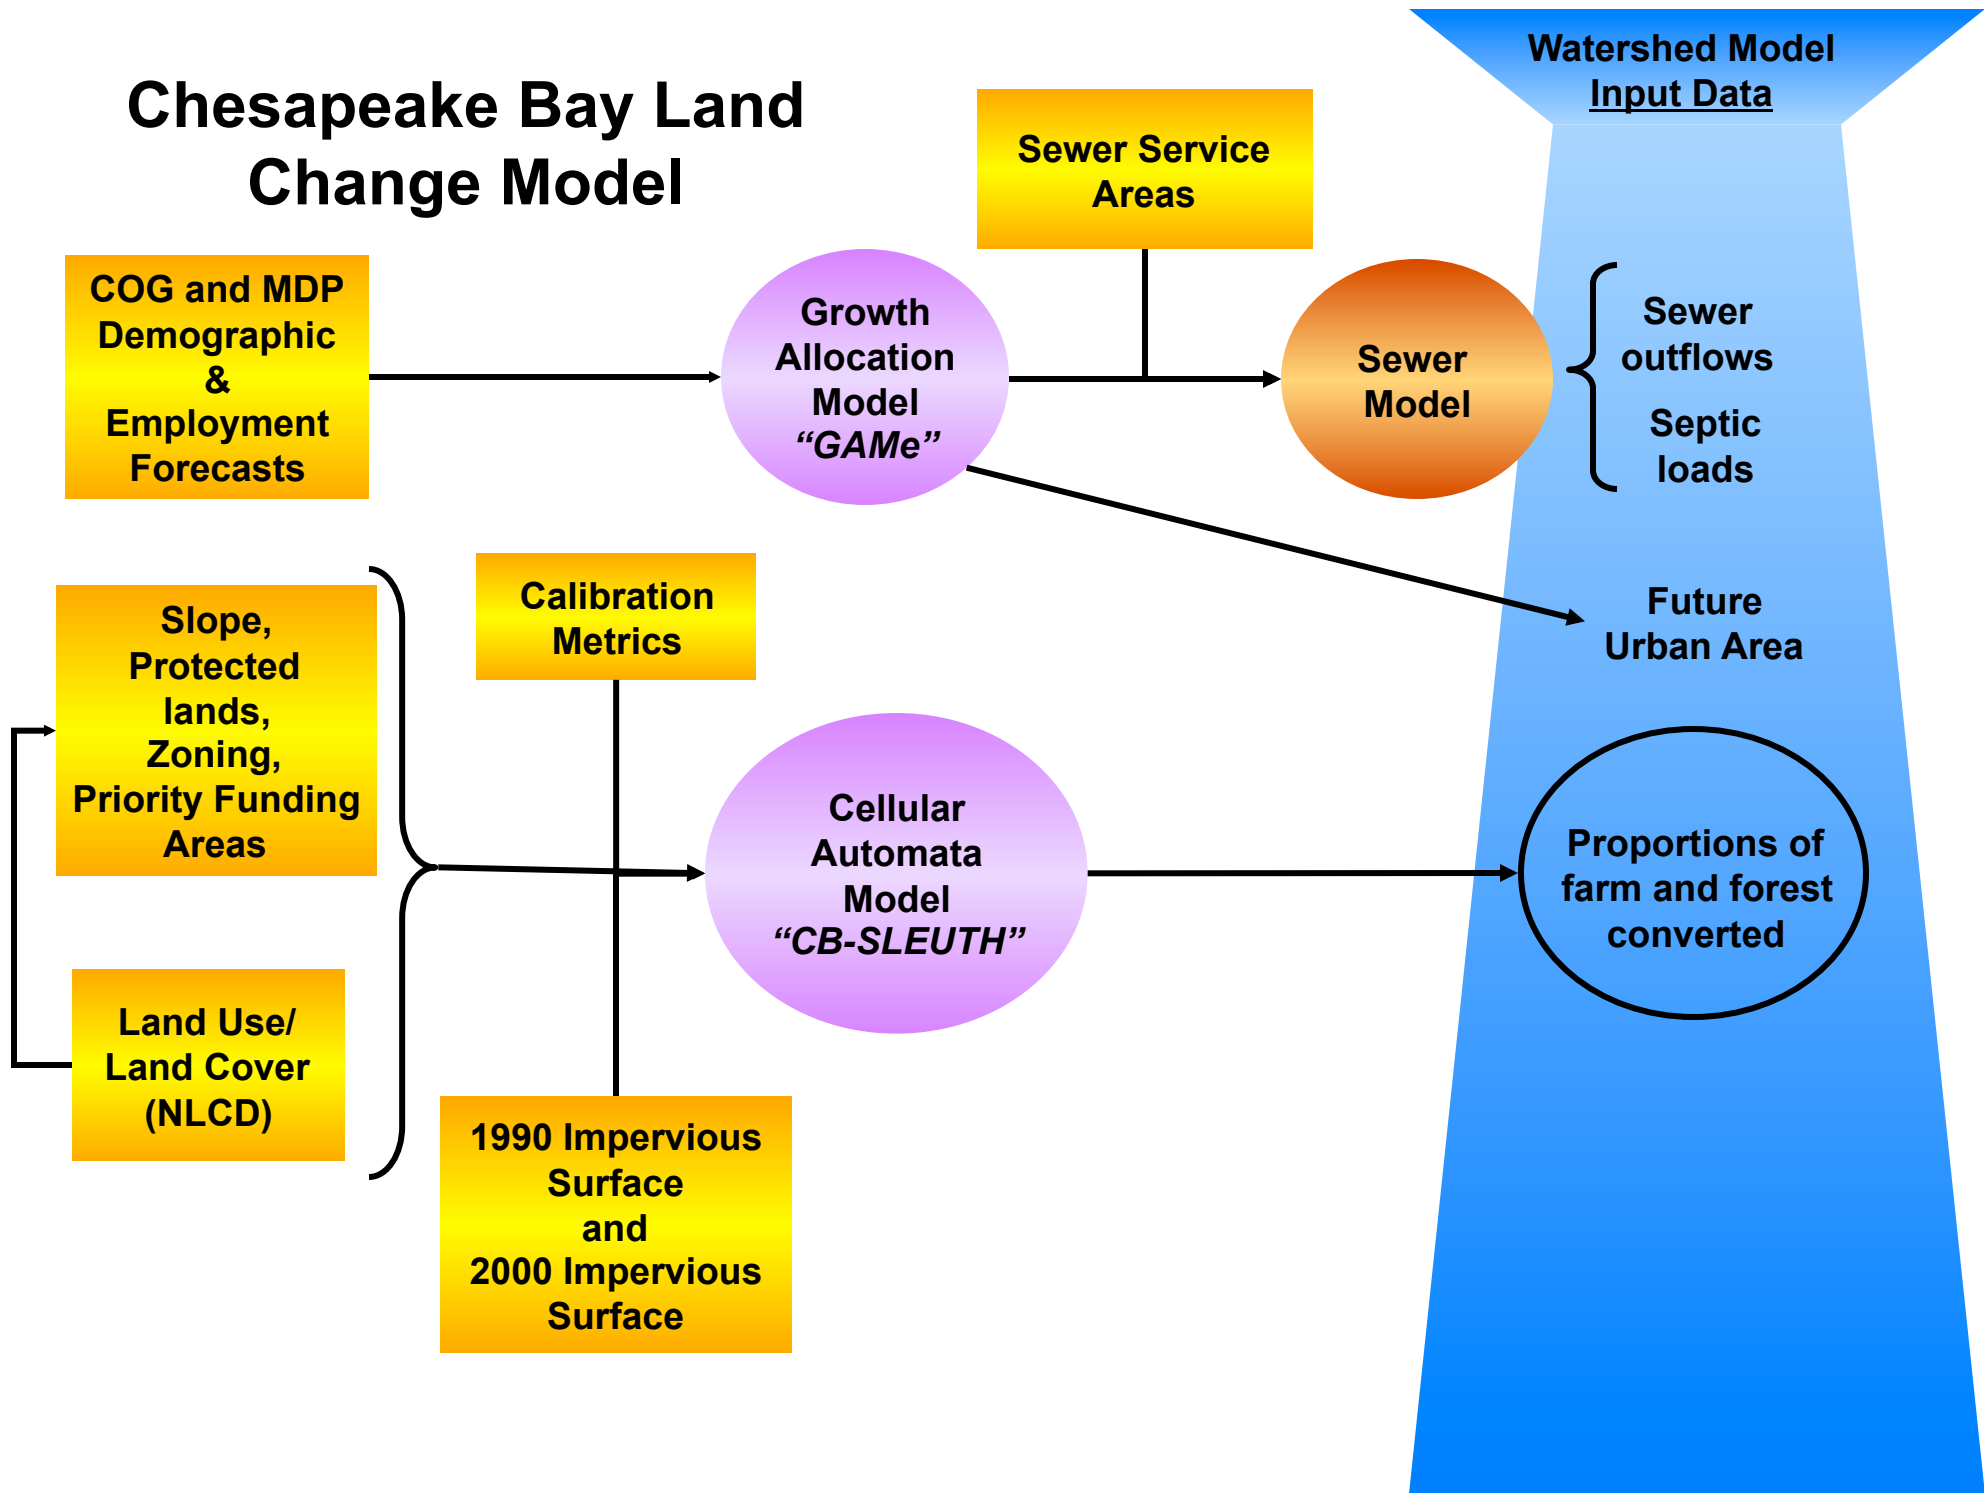 Chesapeake Bay Land
Change Model
Watershed Model
Input Data
Sewer Service
Areas
COG and MDP
Demographic
&
Employment
Forecasts
Growth
Allocation
Model
“GAMe”
Sewer
Model
Sewer
outflows
Septic
loads
Slope,
Protected
lands,
Zoning,
Priority Funding
Areas
Calibration
Metrics
Future
Urban Area
Cellular
Automata
Model
“CB-SLEUTH”
Proportions of
farm and forest
converted
Land Use/
Land Cover
(NLCD)
1990 Impervious
Surface
and
2000 Impervious
Surface